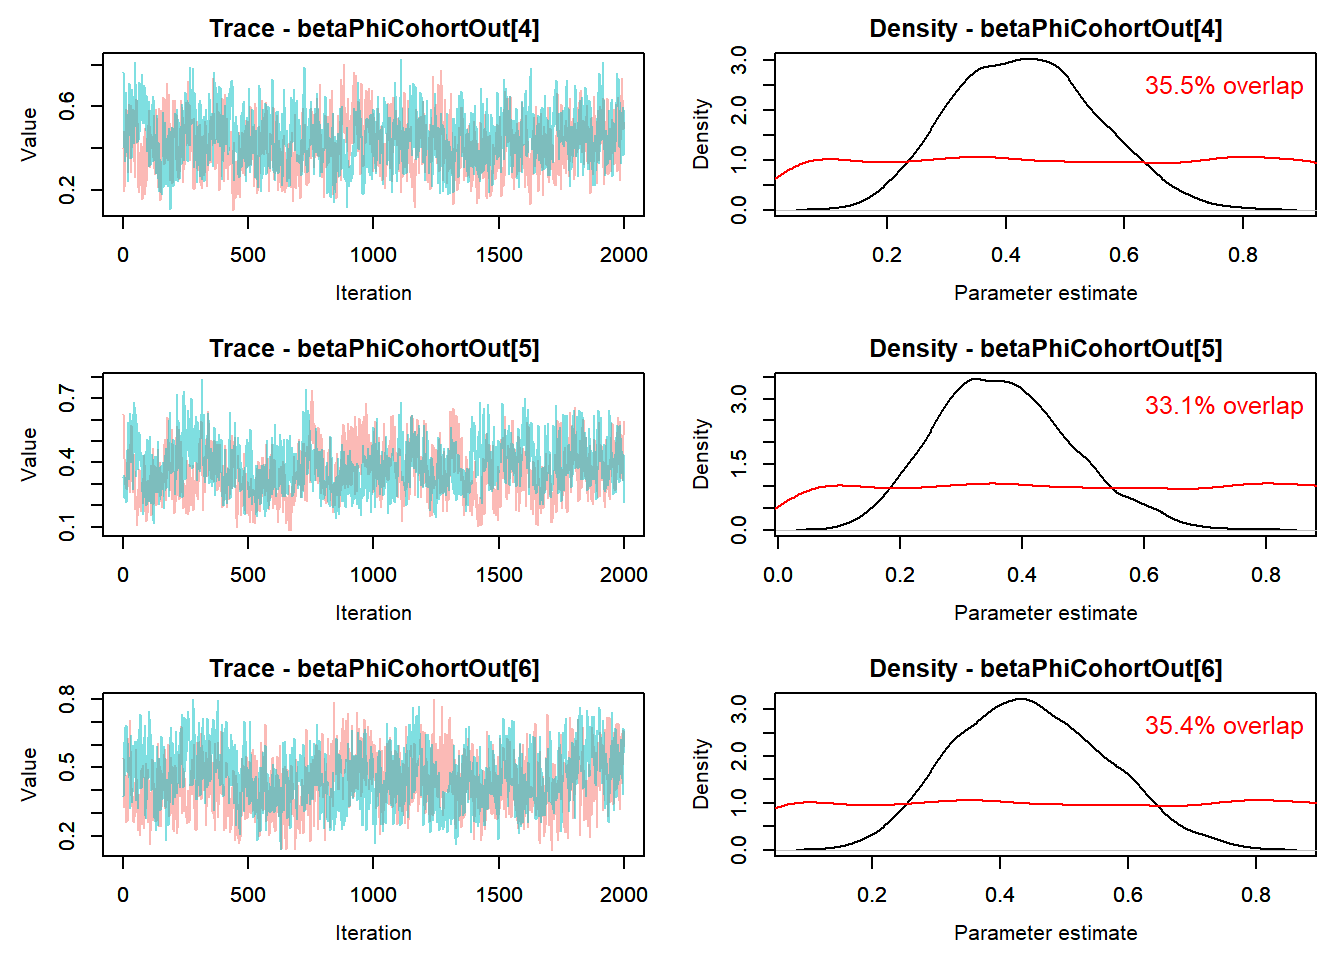 Trace - betaPhiCohortOut[4]
Value
0.2
0.6
0
500
1000
1500
2000
Iteration
Density - betaPhiCohortOut[4]
35.5% overlap
Density
0.0
1.0
2.0
3.0
0.2
0.4
0.6
0.8
Parameter estimate
Trace - betaPhiCohortOut[5]
Value
0.1
0.4
0.7
0
500
1000
1500
2000
Iteration
Density - betaPhiCohortOut[5]
33.1% overlap
Density
0.0
1.5
3.0
0.0
0.2
0.4
0.6
0.8
Parameter estimate
Trace - betaPhiCohortOut[6]
Value
0.2
0.5
0.8
0
500
1000
1500
2000
Iteration
Density - betaPhiCohortOut[6]
35.4% overlap
Density
0.0
1.0
2.0
3.0
0.2
0.4
0.6
0.8
Parameter estimate